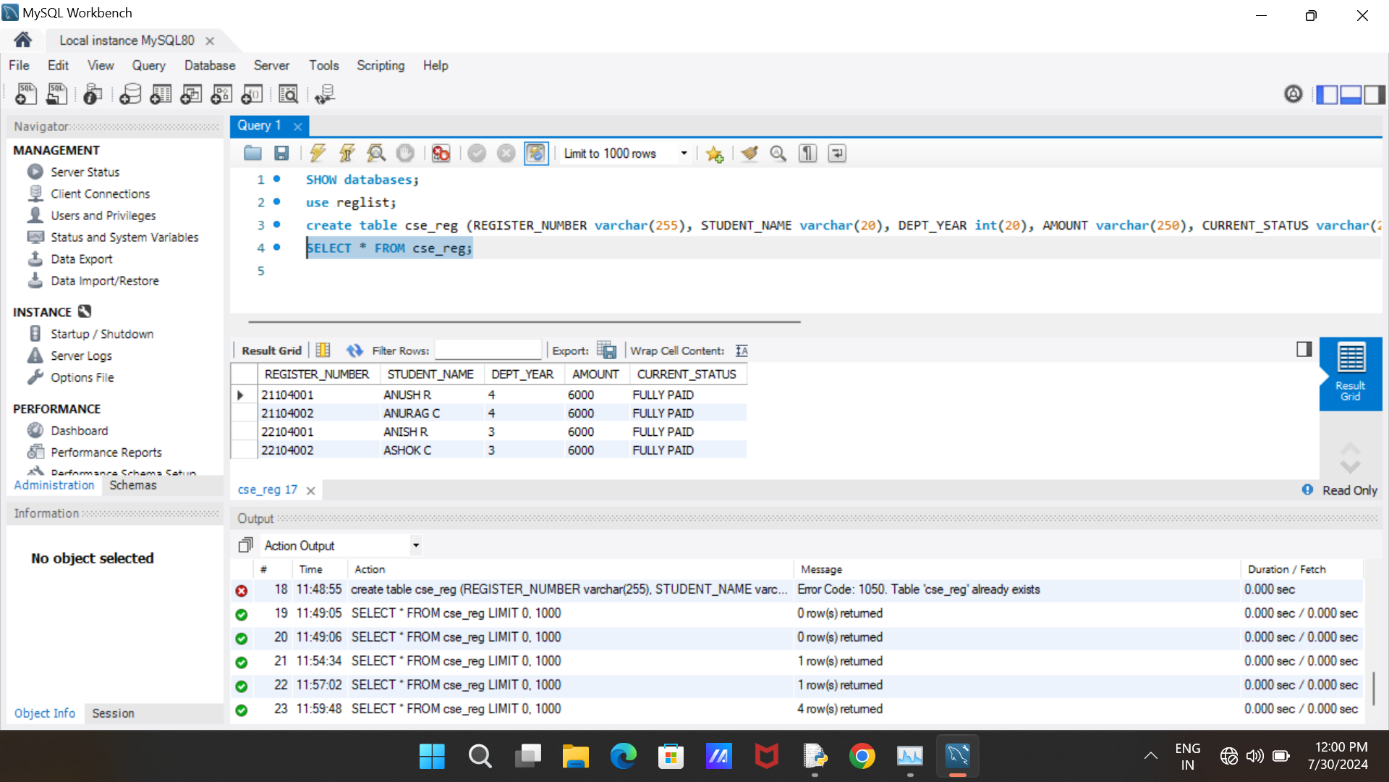 MySQL Workbench
Local instance MySQL80
File Edit View Query Database Server Tools Scripting Help
Navigator
MANAGEMENT
Server Status
Client Connections
Users and Privileges
Status and System Variables
Data Export
Data Import/Restore
INSTANCE
Startup / Shutdown
Server Logs
Options File
PERFORMANCE
Dashboard
Performance Reports
Performance Schema Setup
Administration Schemas
Information
No object selected
Object Info Session
Query 1
Limit to 1000 rows
1 SHOW databases;
2 use reglist;
3 create table cse_reg (REGISTER_NUMBER varchar(255), STUDENT_NAME varchar(20), DEPT_YEAR int(20), AMOUNT varchar(250), CURRENT_STATUS varchar(2
4 SELECT * FROM cse_reg;
5
Result Grid Filter Rows: Export: Wrap Cell Content:
REGISTER_NUMBER STUDENT_NAME DEPT_YEAR AMOUNT CURRENT_STATUS
21104001 ANUSH R 4 6000 FULLY PAID
21104002 ANURAG C 4 6000 FULLY PAID
22104001 ANISH R 3 6000 FULLY PAID
22104002 ASHOK C 3 6000 FULLY PAID
Result
Grid
cse_reg 17
Read Only
Output
Action Output
# Time Action Message Duration / Fetch
18 11:48:55 create table cse_reg (REGISTER_NUMBER varchar(255), STUDENT_NAME varc... Error Code: 1050. Table 'cse_reg' already exists 0.000 sec
19 11:49:05 SELECT * FROM cse_reg LIMIT 0, 1000 0 row(s) returned 0.000 sec / 0.000 sec
20 11:49:06 SELECT * FROM cse_reg LIMIT 0, 1000 0 row(s) returned 0.000 sec / 0.000 sec
21 11:54:34 SELECT * FROM cse_reg LIMIT 0, 1000 1 row(s) returned 0.000 sec / 0.000 sec
22 11:57:02 SELECT * FROM cse_reg LIMIT 0, 1000 1 row(s) returned 0.000 sec / 0.000 sec
23 11:59:48 SELECT * FROM cse_reg LIMIT 0, 1000 4 row(s) returned 0.000 sec / 0.000 sec
ENG
IN
12:00 PM
7/30/2024